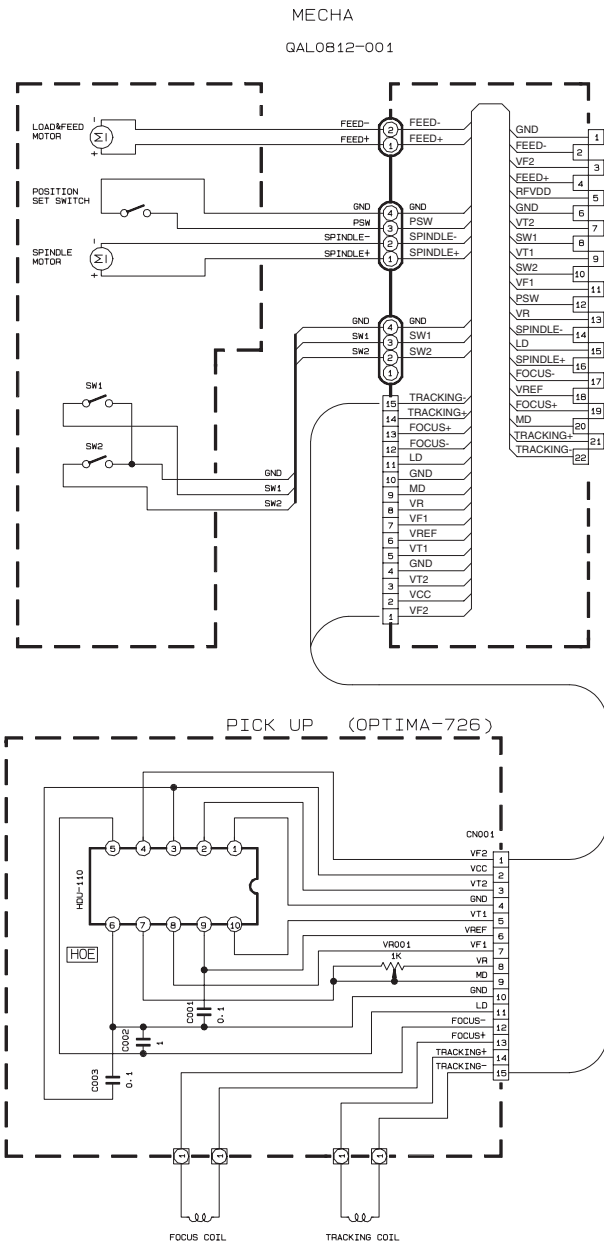 MECHA
QAL0812-001
LOAD&FEED
MOTOR
-
M
+
FEED-
FEED+
2
1
FEED-
FEED+
POSITION
SET SWITCH
SPINDLE
MOTOR
-
M
+
GND
PSW
SPINDLE-
SPINDLE+
4
3
2
1
GND
PSW
SPINDLE-
SPINDLE+
GND
SW1
SW2
4
3
2
1
GND
SW1
SW2
SW1
SW2
GND
SW1
SW2
15 TRACKING-
14 TRACKING+
13 FOCUS+
12 FOCUS-
11 LD
10 GND
9 MD
8 VR
7 VF1
6 VREF
5 VT1
4 GND
3 VT2
2 VCC
1 VF2
GND 1
FEED- 2
VF2 3
FEED+ 4
RFVDD 5
GND 6
VT2 7
SW1 8
VT1 9
SW2 10
VF1 11
PSW 12
VR 13
SPINDLE- 14
LD 15
SPINDLE+ 16
FOCUS- 17
VREF 18
FOCUS+ 19
MD 20
TRACKING+ 21
TRACKING- 22
PICK UP (OPTIMA-726)
CN001
VF2 1
VCC 2
VT2 3
GND 4
VT1 5
VREF 6
VF1 7
VR 8
MD 9
GND 10
LD 11
FOCUS- 12
FOCUS+ 13
TRACKING+ 14
TRACKING- 15
5 4 3 2 1
HDU-110
6 7 8 9 10
HOE
VR001
1K
C001
0.1
C002
1
C003
0.1
1 1 1 1
FOCUS COIL
TRACKING COIL